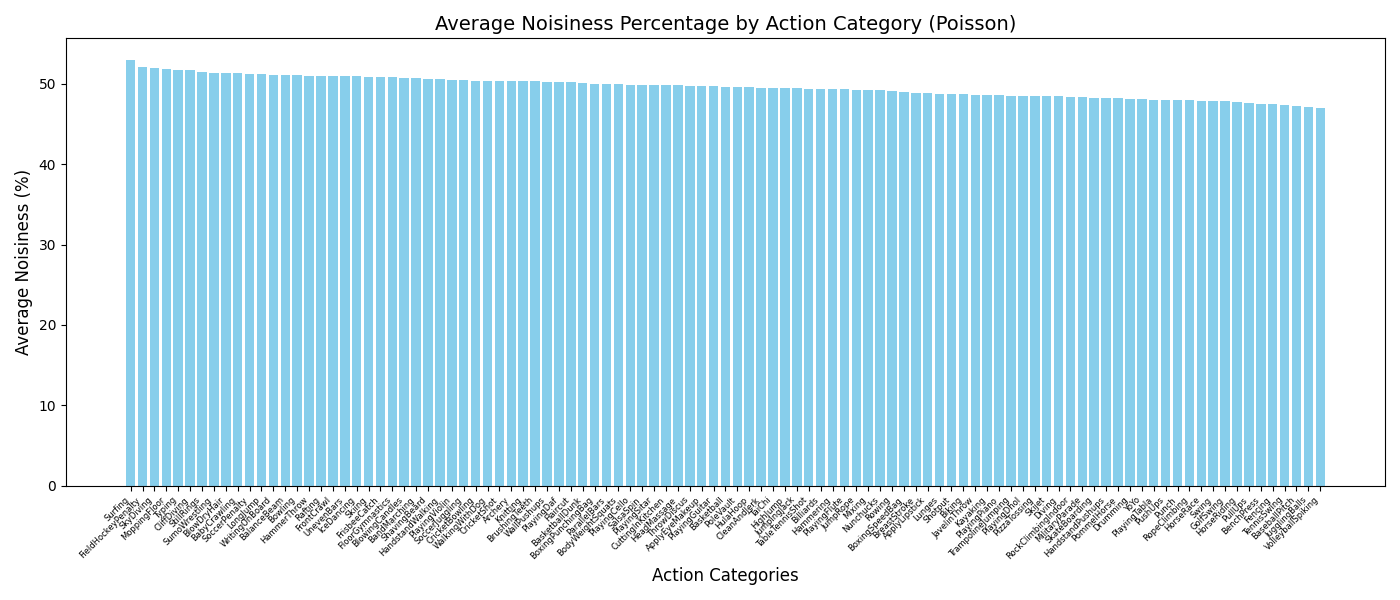 Average Noisiness Percentage by Action Category (Poisson)
Average Noisiness (%)
50
40
30
20
10
0
Surfing
FieldHockeyPenalty
SkyDiving
MoppingFloor
Typing
CliffDiving
StillRings
SumoWrestling
BlowDryHair
BabyCrawling
SoccerPenalty
LongJump
WritingOnBoard
BalanceBeam
Bowling
HammerThrow
Rafting
FrontCrawl
UnevenBars
IceDancing
Skiing
FrisbeeCatch
FloorGymnastics
BlowingCandles
BandMarching
ShavingBeard
HandstandWalking
PlayingViolin
SoccerJuggling
CricketBowling
WalkingWithDog
CricketShot
Archery
Knitting
BrushingTeeth
WallPushups
PlayingDaf
Haircut
BasketballDunk
BoxingPunchingBag
ParallelBars
BodyWeightSquats
PlayingCello
SalsaSpin
PlayingSitar
CuttingInKitchen
HeadMassage
ThrowDiscus
ApplyEyeMakeup
PlayingGuitar
Basketball
PoleVault
HulaHoop
CleanAndJerk
TaiChi
HighJump
JumpingJack
TableTennisShot
Billiards
Hammering
PlayingFlute
JumpRope
Mixing
Nunchucks
Rowing
BoxingSpeedBag
BreastStroke
ApplyLipstick
Lunges
Shotput
Biking
JavelinThrow
Kayaking
PlayingPiano
TrampolineJumping
PlayingDhol
PizzaTossing
Skijet
Diving
RockClimbingIndoor
MilitaryParade
SkateBoarding
HandstandPushups
PommelHorse
Drumming
YoYo
PlayingTabla
PushUps
Punch
RopeClimbing
HorseRace
Swing
GolfSwing
HorseRiding
PullUps
BenchPress
Fencing
TennisSwing
BaseballPitch
JugglingBalls
VolleyballSpiking
Action Categories